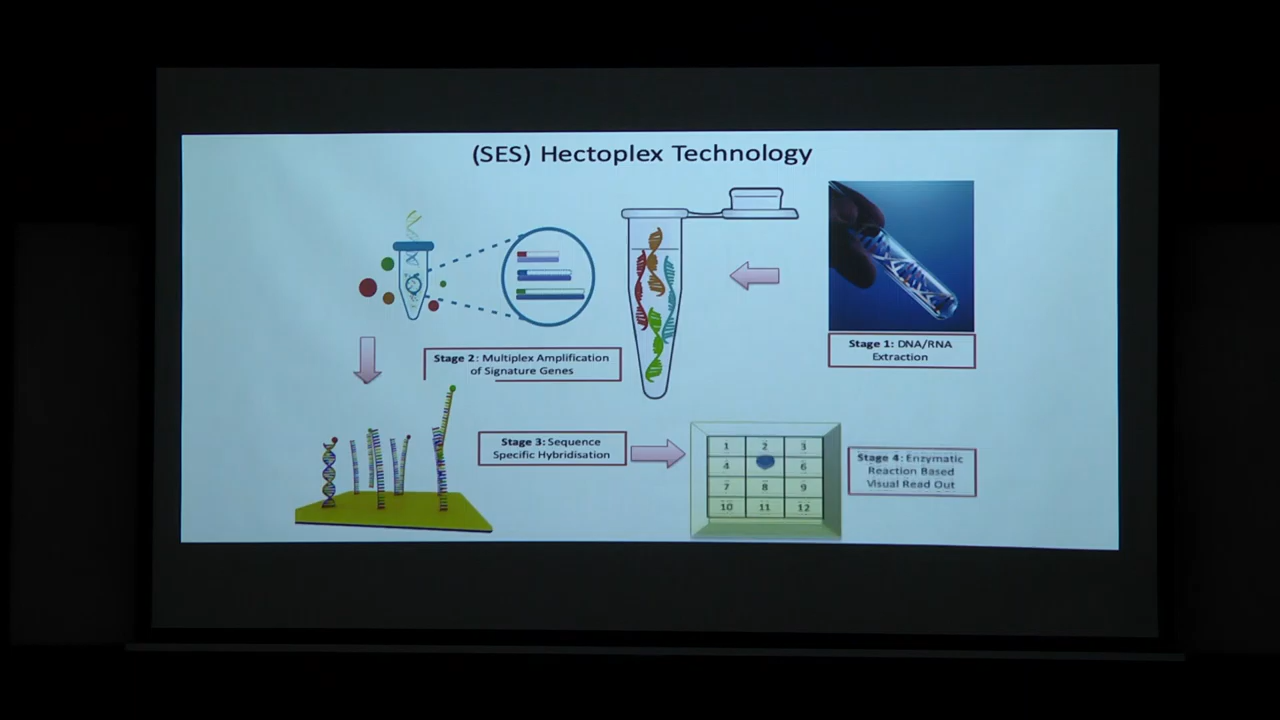 (SES) Hectoplex Technology
Stage 1: DNA/RNA
Extraction
Stage 2: Multiplex Amplification
of Signature Genes
Stage 3: Sequence
Specific Hybridisation
1 2 3
4 6
7 8 9
10 11 12
Stage 4: Enzymatic
Reaction Based
Visual Read Out